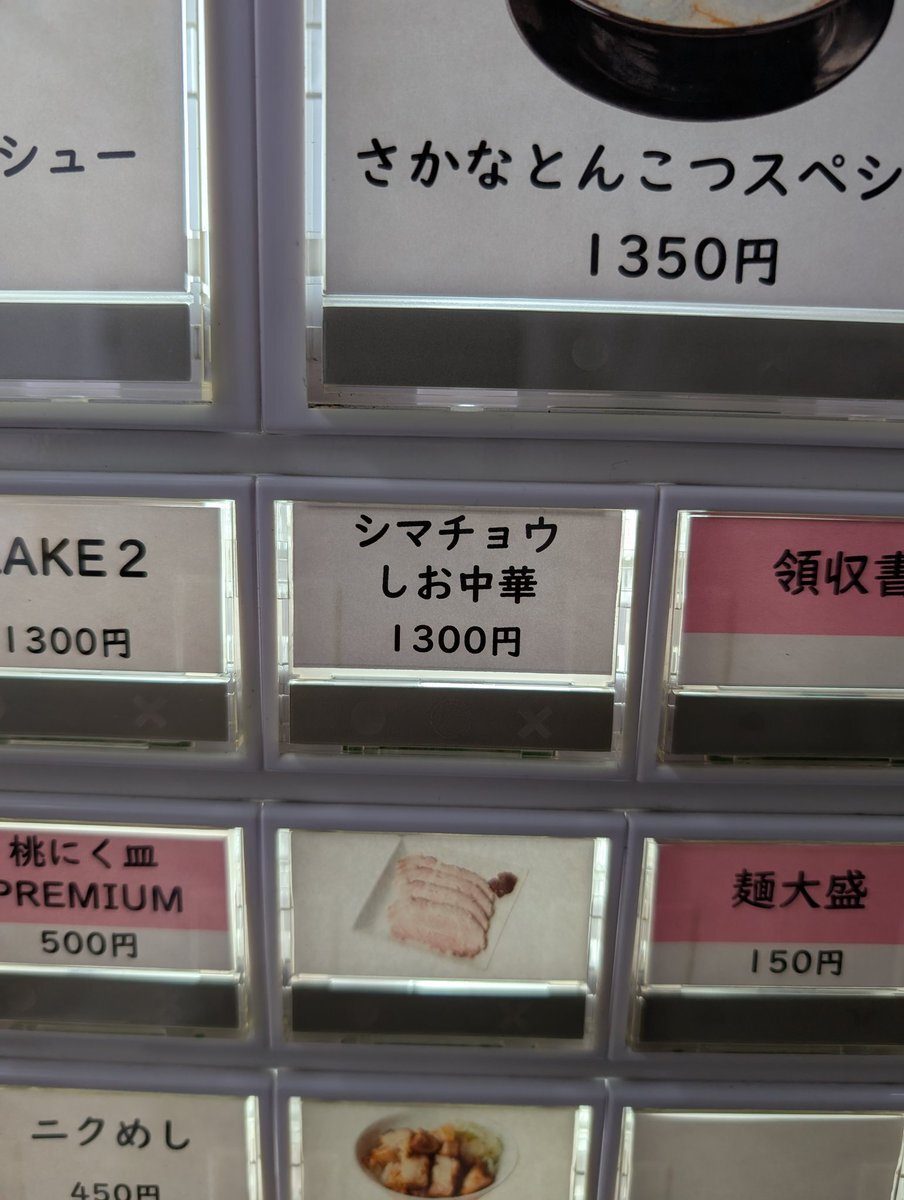 シュー
さかなとんこつスペシ
1350円
LAKE2
1300円
シマチョウ
しお中華
1300円
領収書
桃にく皿
PREMIUM
500円
麺大盛
150円
ニクめし
450円